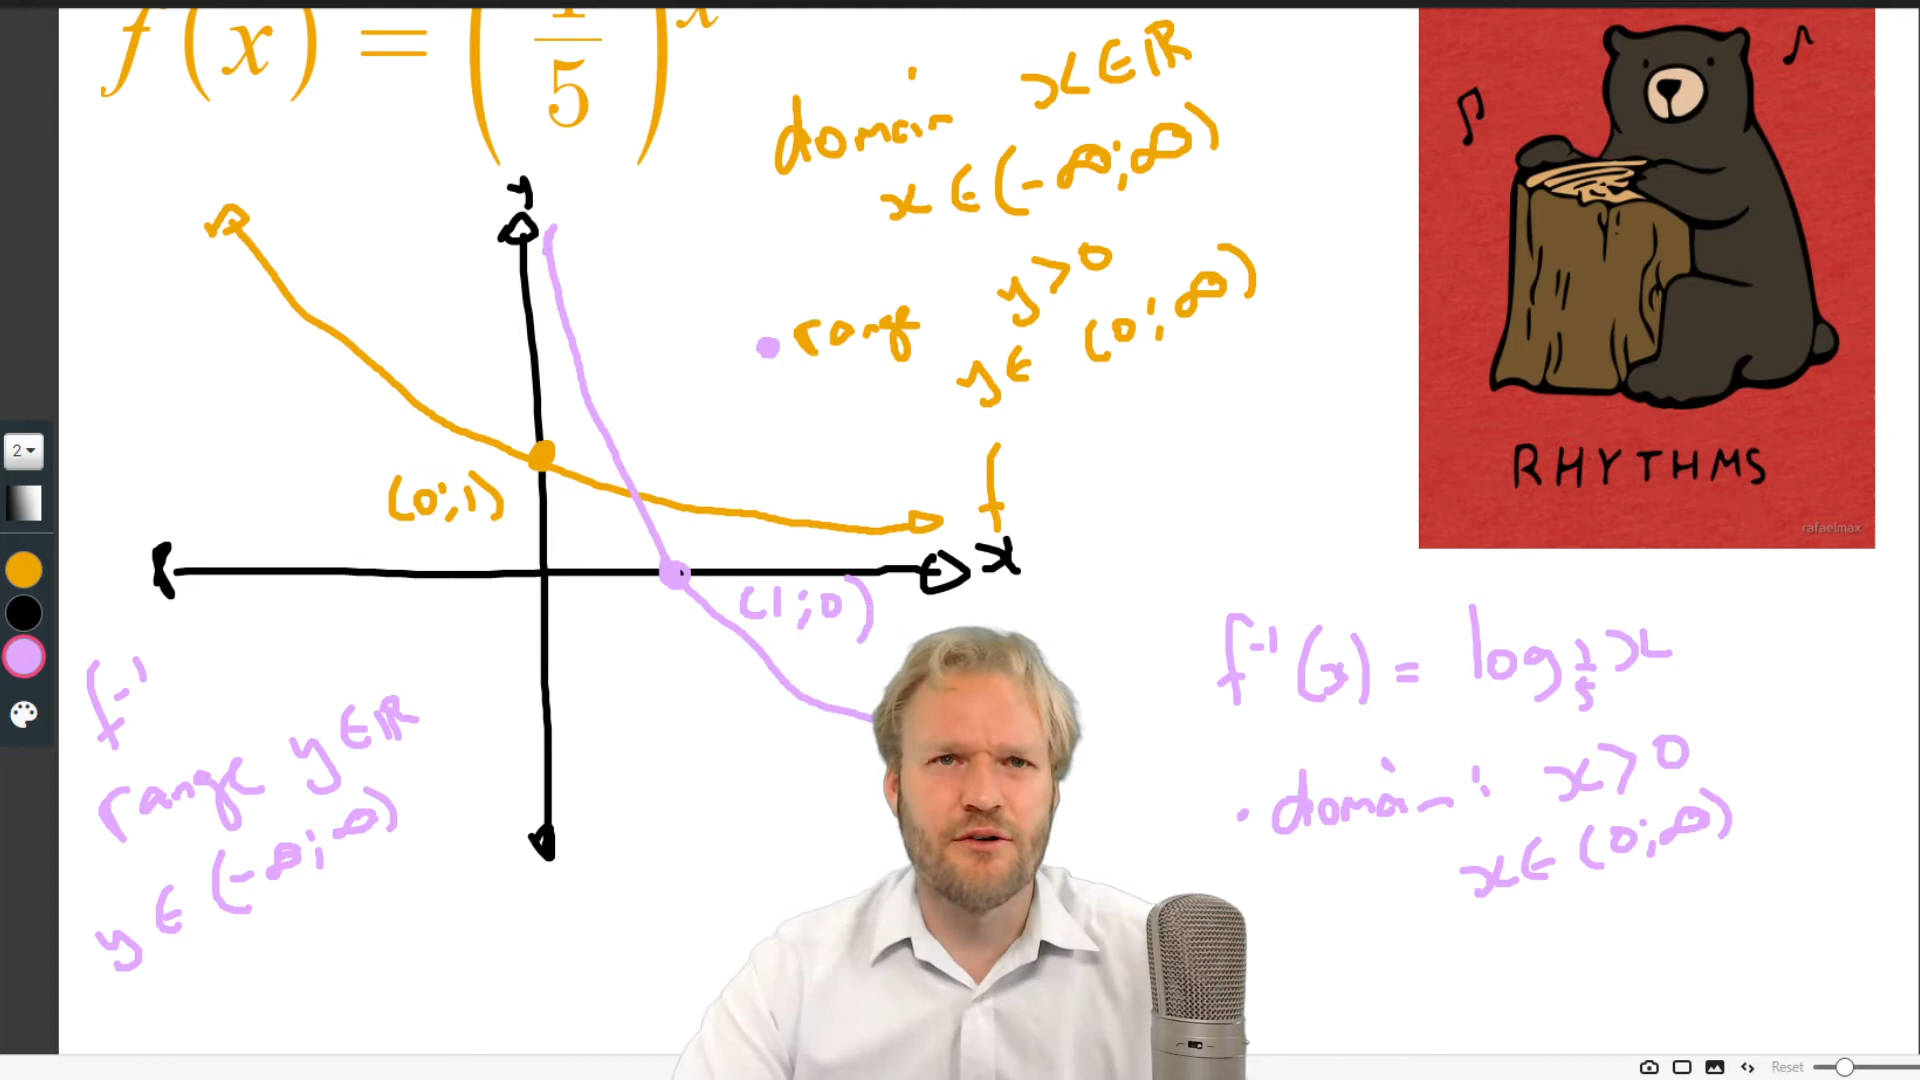 f(x) = (1/5)^x
domain x∈ℝ
x∈(-∞;∞)
range y>0
y∈ (0;∞)
y
(0;1)
f
x
(1;0)
f⁻¹
range y∈ℝ
y∈(-∞;∞)
f⁻¹(x) = log_{1/5} x
• domain: x>0
x∈(0;∞)
RHYTHMS
rafaelmax
2
Reset